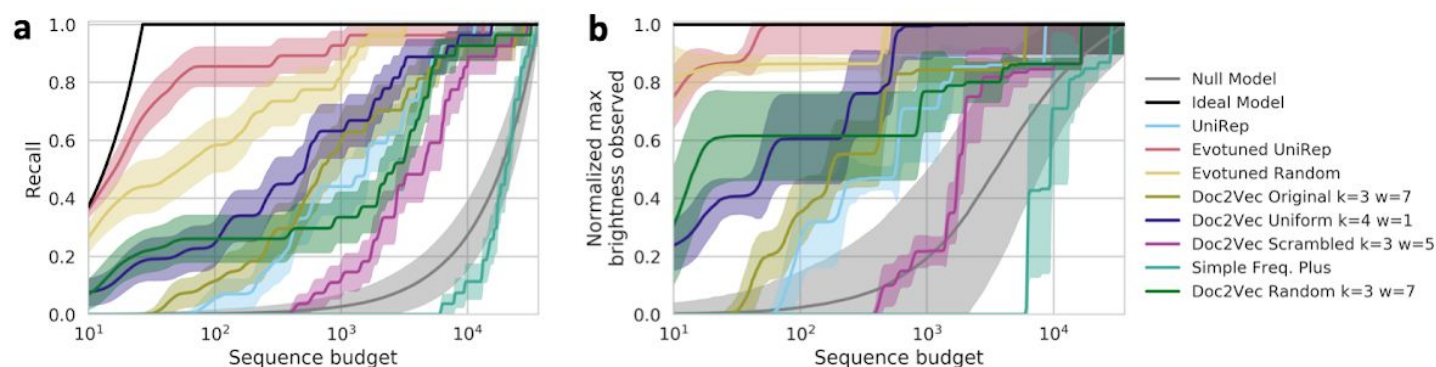 a
1.0
0.8
0.6
0.4
0.2
0.0
Recall
10¹
10²
10³
10⁴
Sequence budget
b
1.0
0.8
0.6
0.4
0.2
0.0
Normalized max
brightness observed
10¹
10²
10³
10⁴
Sequence budget
Null Model
Ideal Model
UniRep
Evotuned UniRep
Evotuned Random
Doc2Vec Original k=3 w=7
Doc2Vec Uniform k=4 w=1
Doc2Vec Scrambled k=3 w=5
Simple Freq. Plus
Doc2Vec Random k=3 w=7